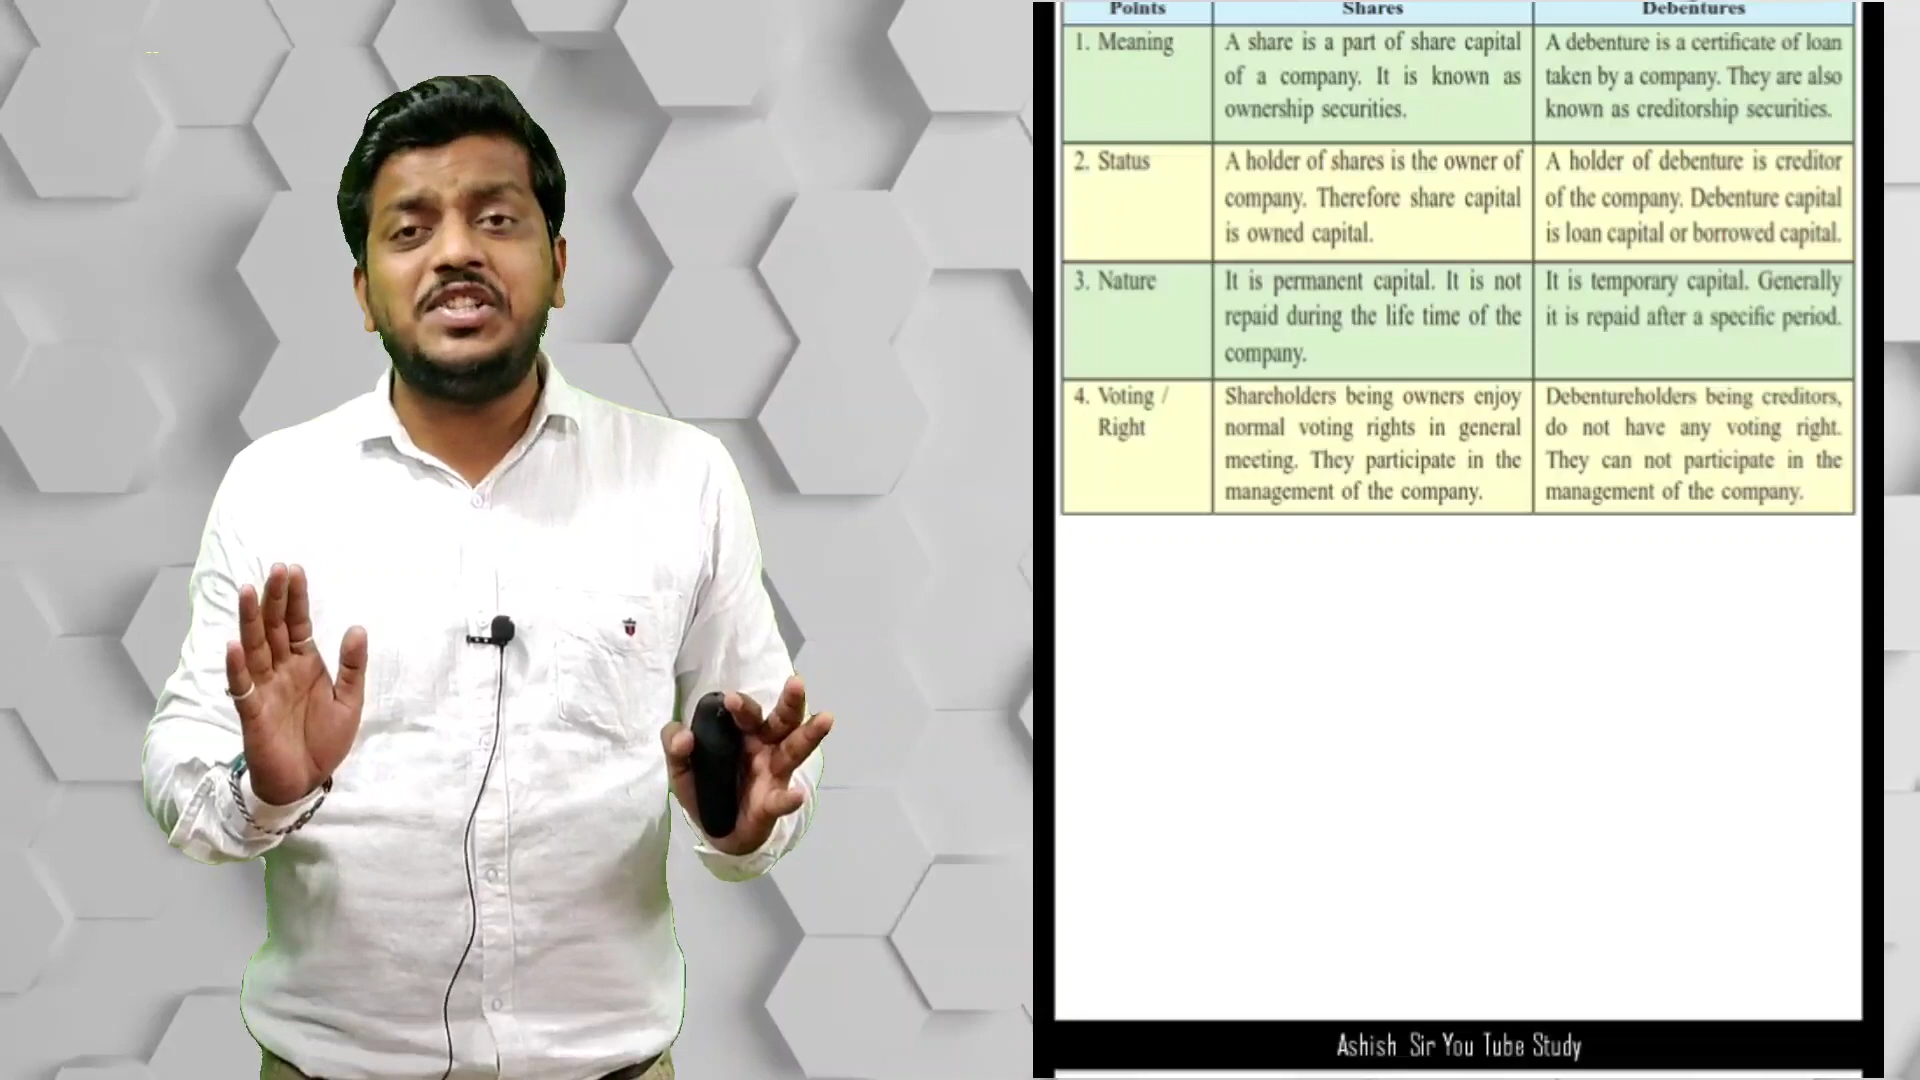 Points Shares Debentures
1. Meaning
A share is a part of share capital
of a company. It is known as
ownership securities.
A debenture is a certificate of loan
taken by a company. They are also
known as creditorship securities.
2. Status
A holder of shares is the owner of
company. Therefore share capital
is owned capital.
A holder of debenture is creditor
of the company. Debenture capital
is loan capital or borrowed capital.
3. Nature
It is permanent capital. It is not
repaid during the life time of the
company.
It is temporary capital. Generally
it is repaid after a specific period.
4. Voting /
Right
Shareholders being owners enjoy
normal voting rights in general
meeting. They participate in the
management of the company.
Debentureholders being creditors,
do not have any voting right.
They can not participate in the
management of the company.
Ashish Sir You Tube Study